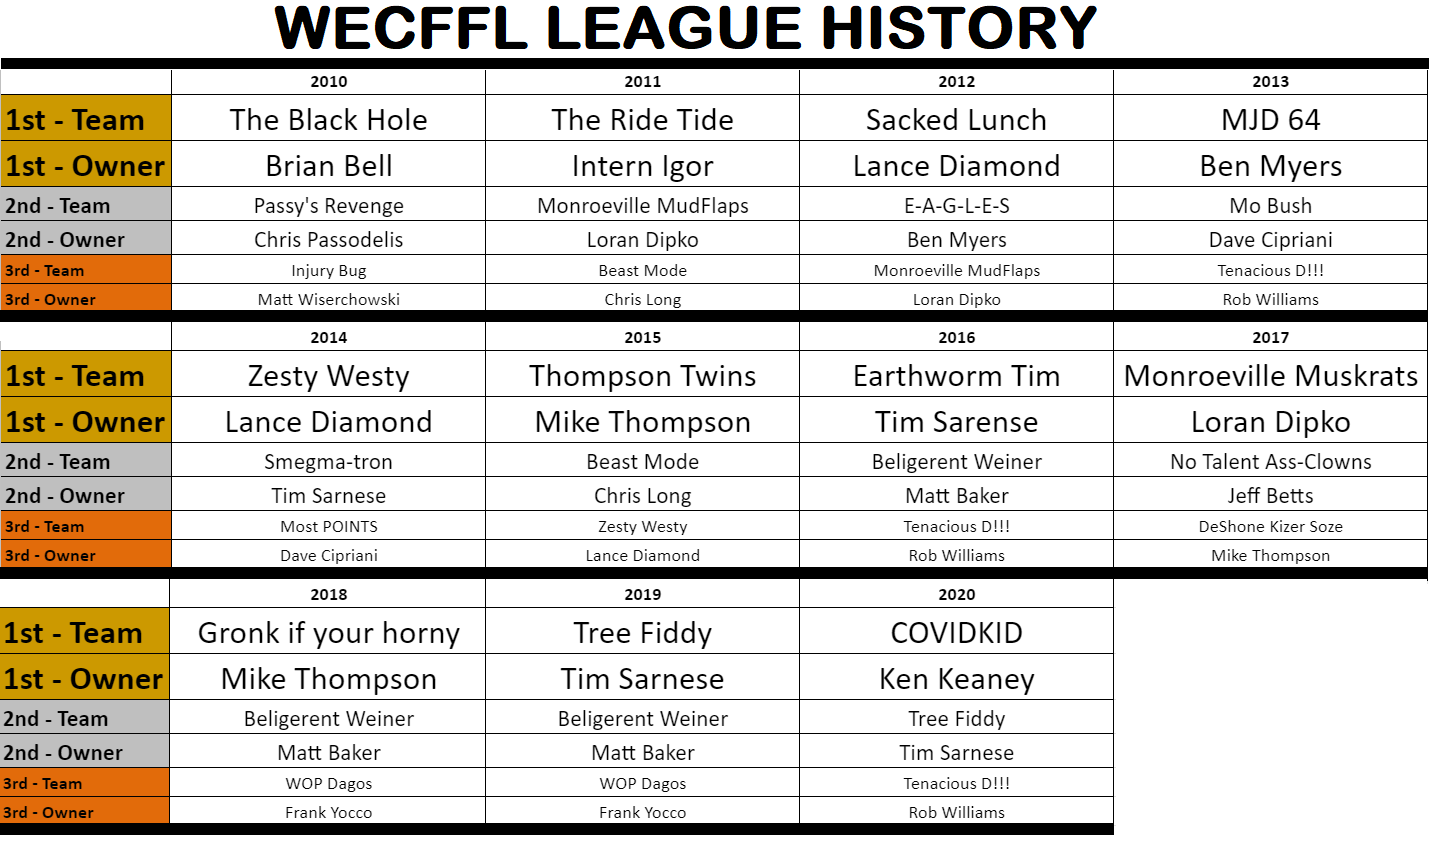 WECFFL LEAGUE HISTORY
2010 2011 2012 2013
1st - Team The Black Hole The Ride Tide Sacked Lunch MJD 64
1st - Owner Brian Bell Intern Igor Lance Diamond Ben Myers
2nd - Team Passy's Revenge Monroeville MudFlaps E-A-G-L-E-S Mo Bush
2nd - Owner Chris Passodelis Loran Dipko Ben Myers Dave Cipriani
3rd - Team Injury Bug Beast Mode Monroeville MudFlaps Tenacious D!!!
3rd - Owner Matt Wiserchowski Chris Long Loran Dipko Rob Williams
2014 2015 2016 2017
1st - Team Zesty Westy Thompson Twins Earthworm Tim Monroeville Muskrats
1st - Owner Lance Diamond Mike Thompson Tim Sarense Loran Dipko
2nd - Team Smegma-tron Beast Mode Beligerent Weiner No Talent Ass-Clowns
2nd - Owner Tim Sarnese Chris Long Matt Baker Jeff Betts
3rd - Team Most POINTS Zesty Westy Tenacious D!!! DeShone Kizer Soze
3rd - Owner Dave Cipriani Lance Diamond Rob Williams Mike Thompson
2018 2019 2020
1st - Team Gronk if your horny Tree Fiddy COVIDKID
1st - Owner Mike Thompson Tim Sarnese Ken Keaney
2nd - Team Beligerent Weiner Beligerent Weiner Tree Fiddy
2nd - Owner Matt Baker Matt Baker Tim Sarnese
3rd - Team WOP Dagos WOP Dagos Tenacious D!!!
3rd - Owner Frank Yocco Frank Yocco Rob Williams